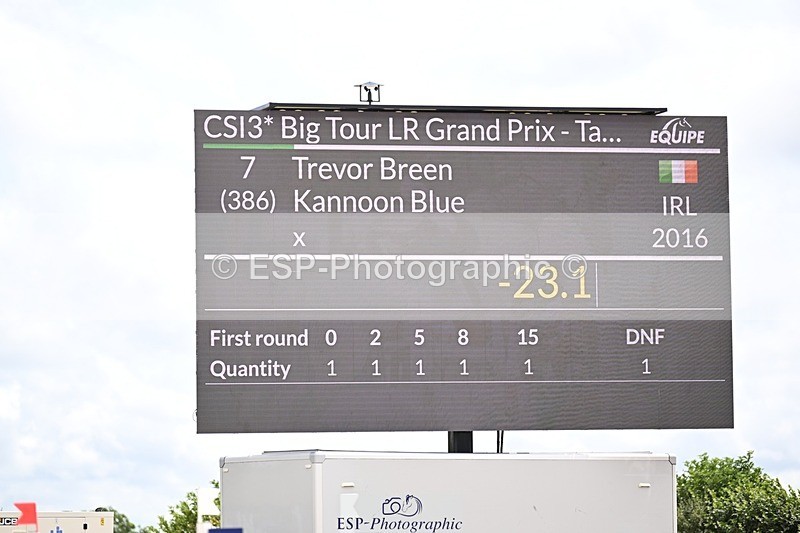 CSI3* Big Tour LR Grand Prix - Ta... EQUIPE
7 Trevor Breen
(386) Kannoon Blue IRL
x 2016
© ESP-Photographic ©
-23.1
First round 0 2 5 8 15 DNF
Quantity 1 1 1 1 1 1
ESP-Photographic